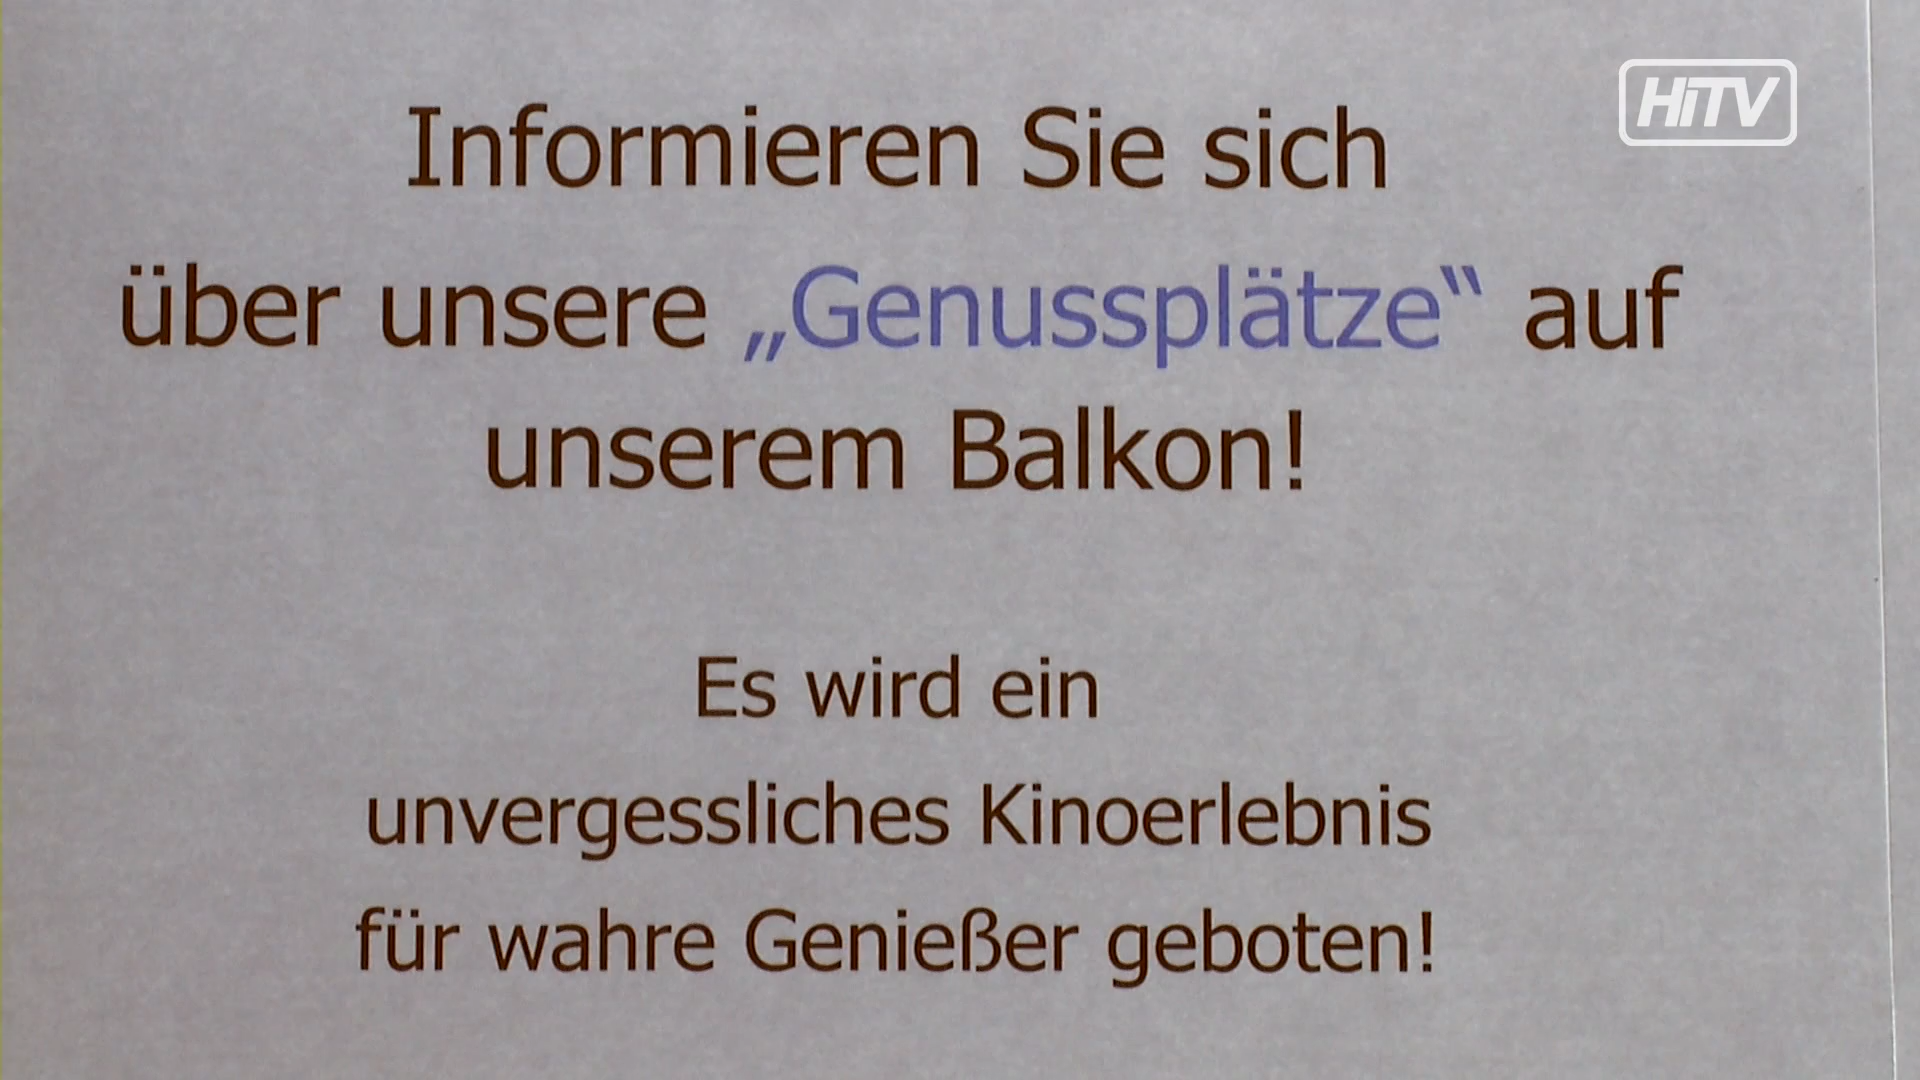 HiTV
Informieren Sie sich
über unsere „Genussplätze“ auf
unserem Balkon!
Es wird ein
unvergessliches Kinoerlebnis
für wahre Genießer geboten!